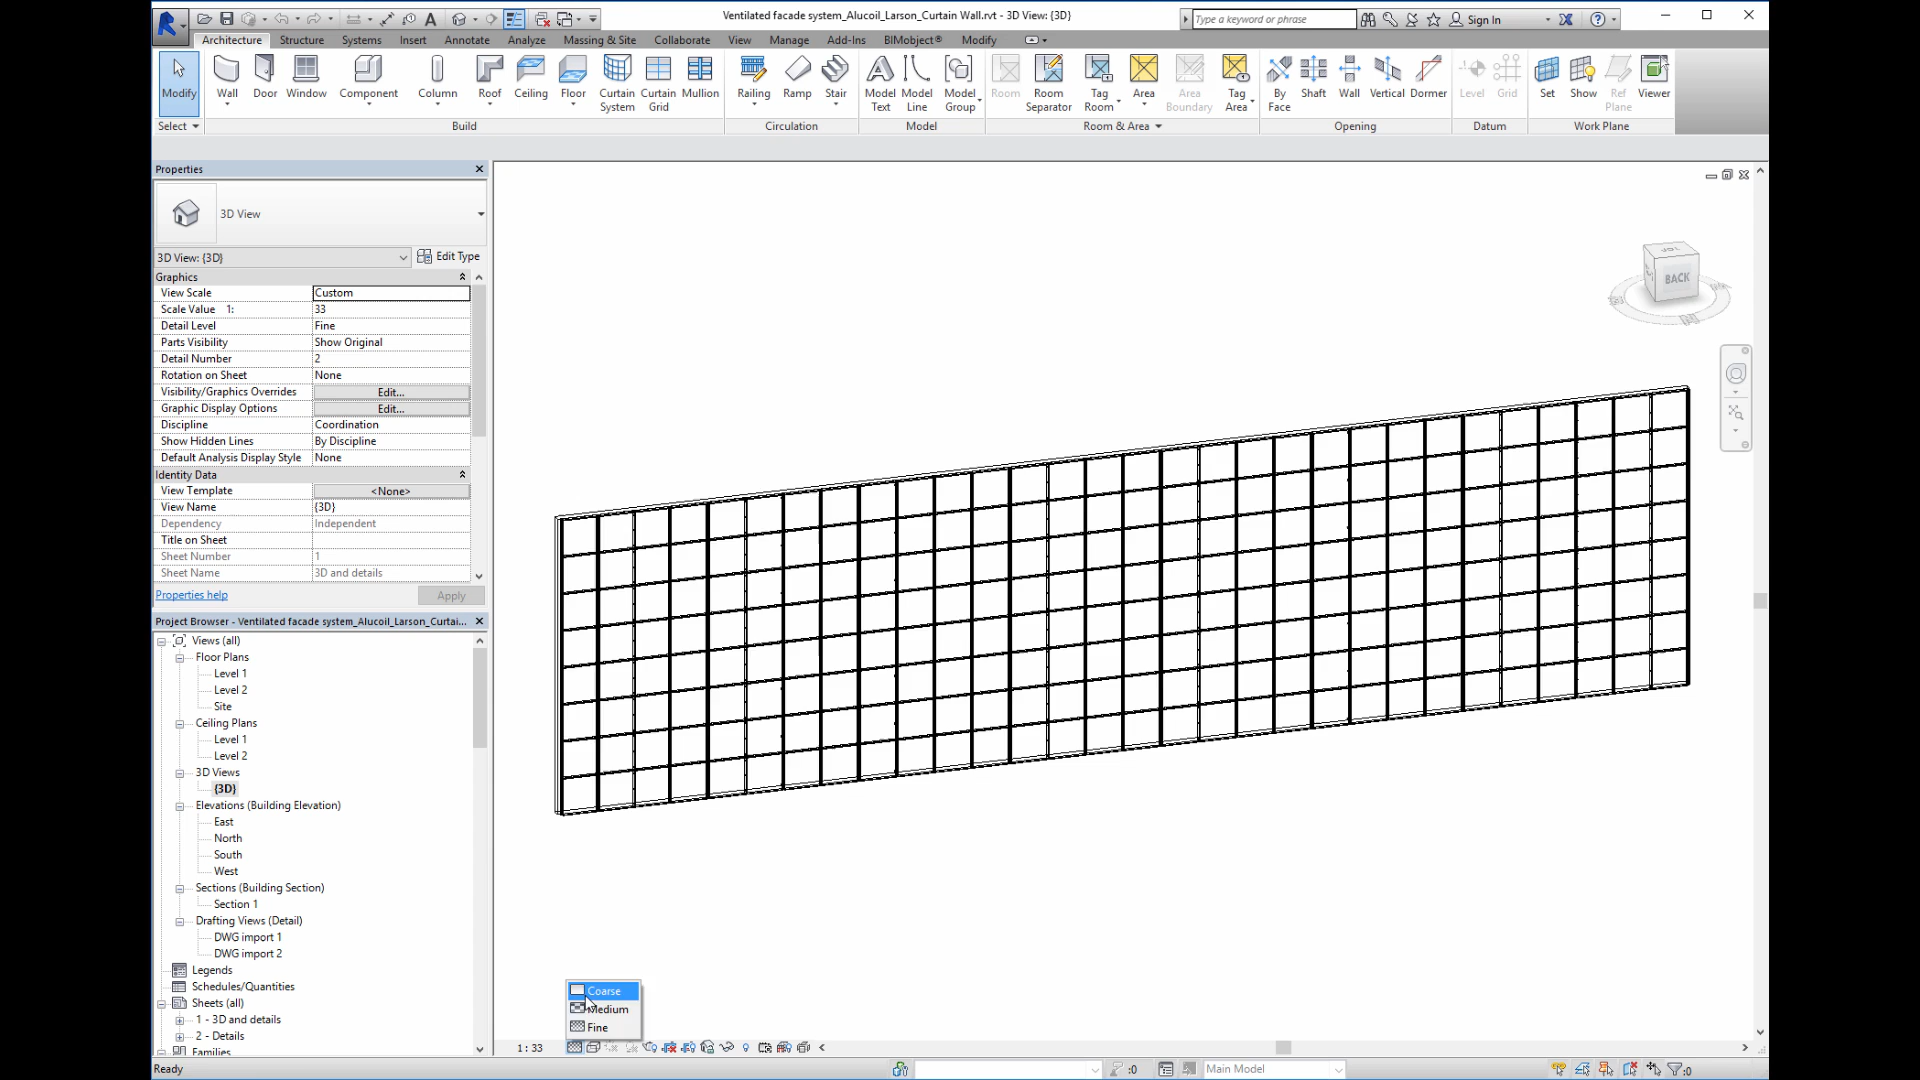 Ventilated facade system_Alucoil_Larson_Curtain Wall.rvt - 3D View: {3D}
Type a keyword or phrase
Sign In
Architecture Structure Systems Insert Annotate Analyze Massing & Site Collaborate View Manage Add-Ins BIMobject® Modify
Modify Wall Door Window Component Column Roof Ceiling Floor Curtain System Curtain Grid Mullion Railing Ramp Stair Model Text Model Line Model Group Room Room Separator Tag Room Area Area Boundary Tag Area By Face Shaft Wall Vertical Dormer Level Grid Set Show Ref Plane Viewer
Select Build Circulation Model Room & Area Opening Datum Work Plane
Properties
3D View
3D View: {3D} Edit Type
Graphics
View Scale Custom
Scale Value 1: 33
Detail Level Fine
Parts Visibility Show Original
Detail Number 2
Rotation on Sheet None
Visibility/Graphics Overrides Edit...
Graphic Display Options Edit...
Discipline Coordination
Show Hidden Lines By Discipline
Default Analysis Display Style None
Identity Data
View Template <None>
View Name {3D}
Dependency Independent
Title on Sheet
Sheet Number 1
Sheet Name 3D and details
Properties help Apply
Project Browser - Ventilated facade system_Alucoil_Larson_Curtai...
Views (all)
Floor Plans
Level 1
Level 2
Site
Ceiling Plans
Level 1
Level 2
3D Views
{3D}
Elevations (Building Elevation)
East
North
South
West
Sections (Building Section)
Section 1
Drafting Views (Detail)
DWG import 1
DWG import 2
Legends
Schedules/Quantities
Sheets (all)
1 - 3D and details
2 - Details
Families
BACK
Coarse
Medium
Fine
1 : 33
Ready
:0
Main Model
:0